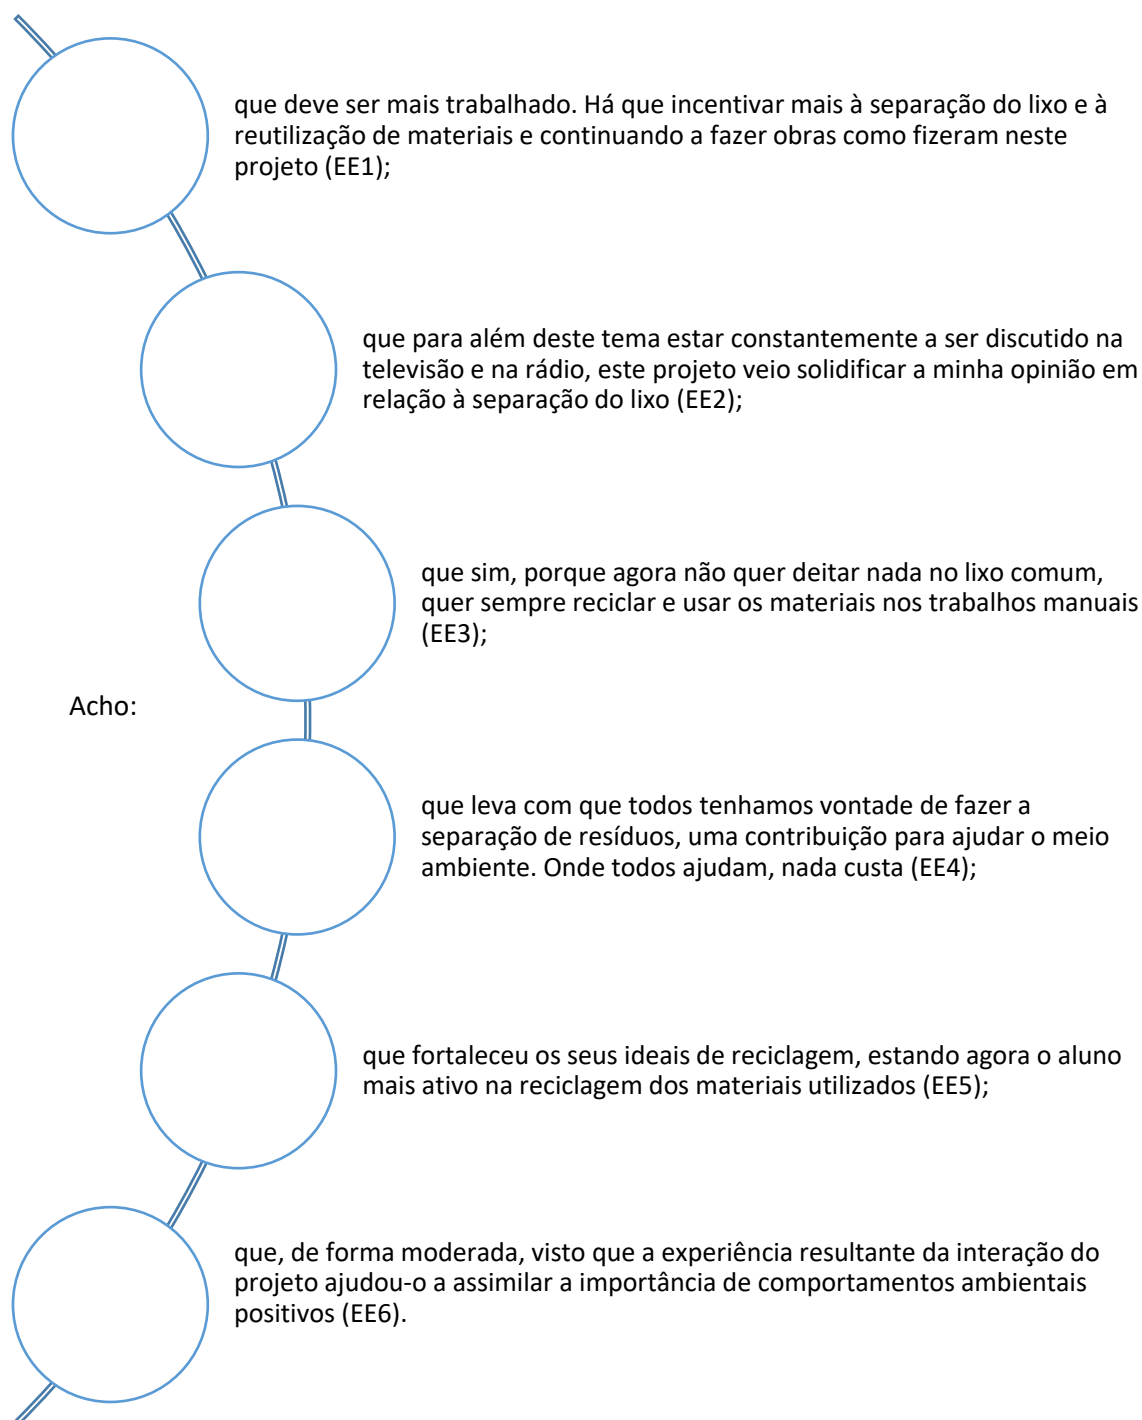 que deve ser mais trabalhado. Há que incentivar mais à separação do lixo e à
reutilização de materiais e continuando a fazer obras como fizeram neste
projeto (EE1);
que para além deste tema estar constantemente a ser discutido na
televisão e na rádio, este projeto veio solidificar a minha opinião em
relação à separação do lixo (EE2);
que sim, porque agora não quer deitar nada no lixo comum,
quer sempre reciclar e usar os materiais nos trabalhos manuais
(EE3);
Acho:
que leva com que todos tenhamos vontade de fazer a
separação de resíduos, uma contribuição para ajudar o meio
ambiente. Onde todos ajudam, nada custa (EE4);
que fortaleceu os seus ideais de reciclagem, estando agora o aluno
mais ativo na reciclagem dos materiais utilizados (EE5);
que, de forma moderada, visto que a experiência resultante da interação do
projeto ajudou-o a assimilar a importância de comportamentos ambientais
positivos (EE6).